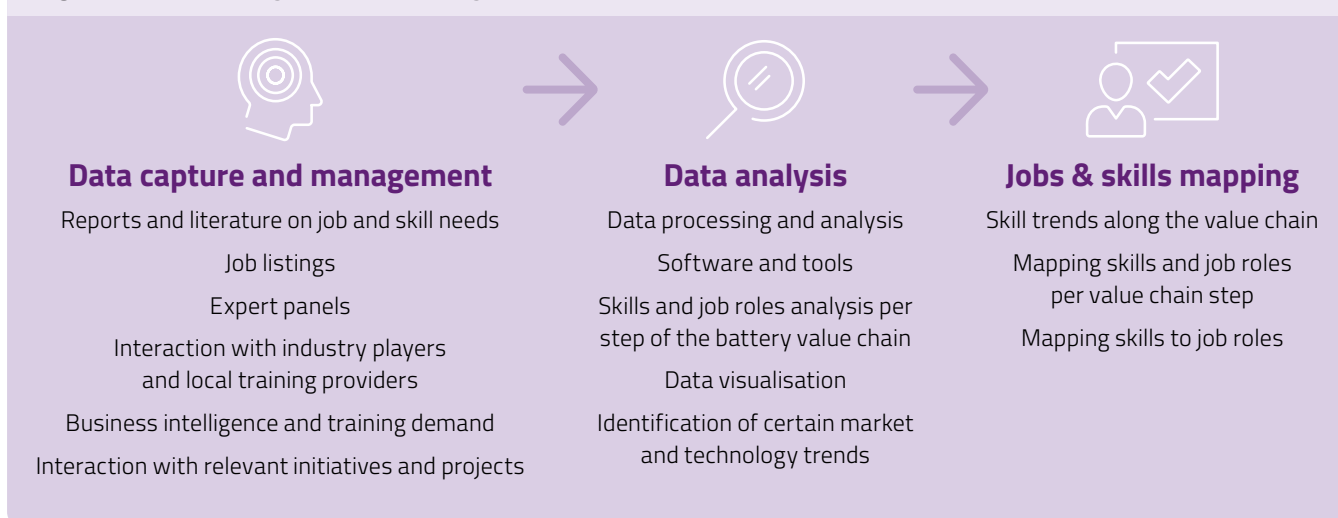 Data capture and management
Reports and literature on job and skill needs
Job listings
Expert panels
Interaction with industry players
and local training providers
Business intelligence and training demand
Interaction with relevant initiatives and projects
Data analysis
Data processing and analysis
Software and tools
Skills and job roles analysis per
step of the battery value chain
Data visualisation
Identification of certain market
and technology trends
Jobs & skills mapping
Skill trends along the value chain
Mapping skills and job roles
per value chain step
Mapping skills to job roles